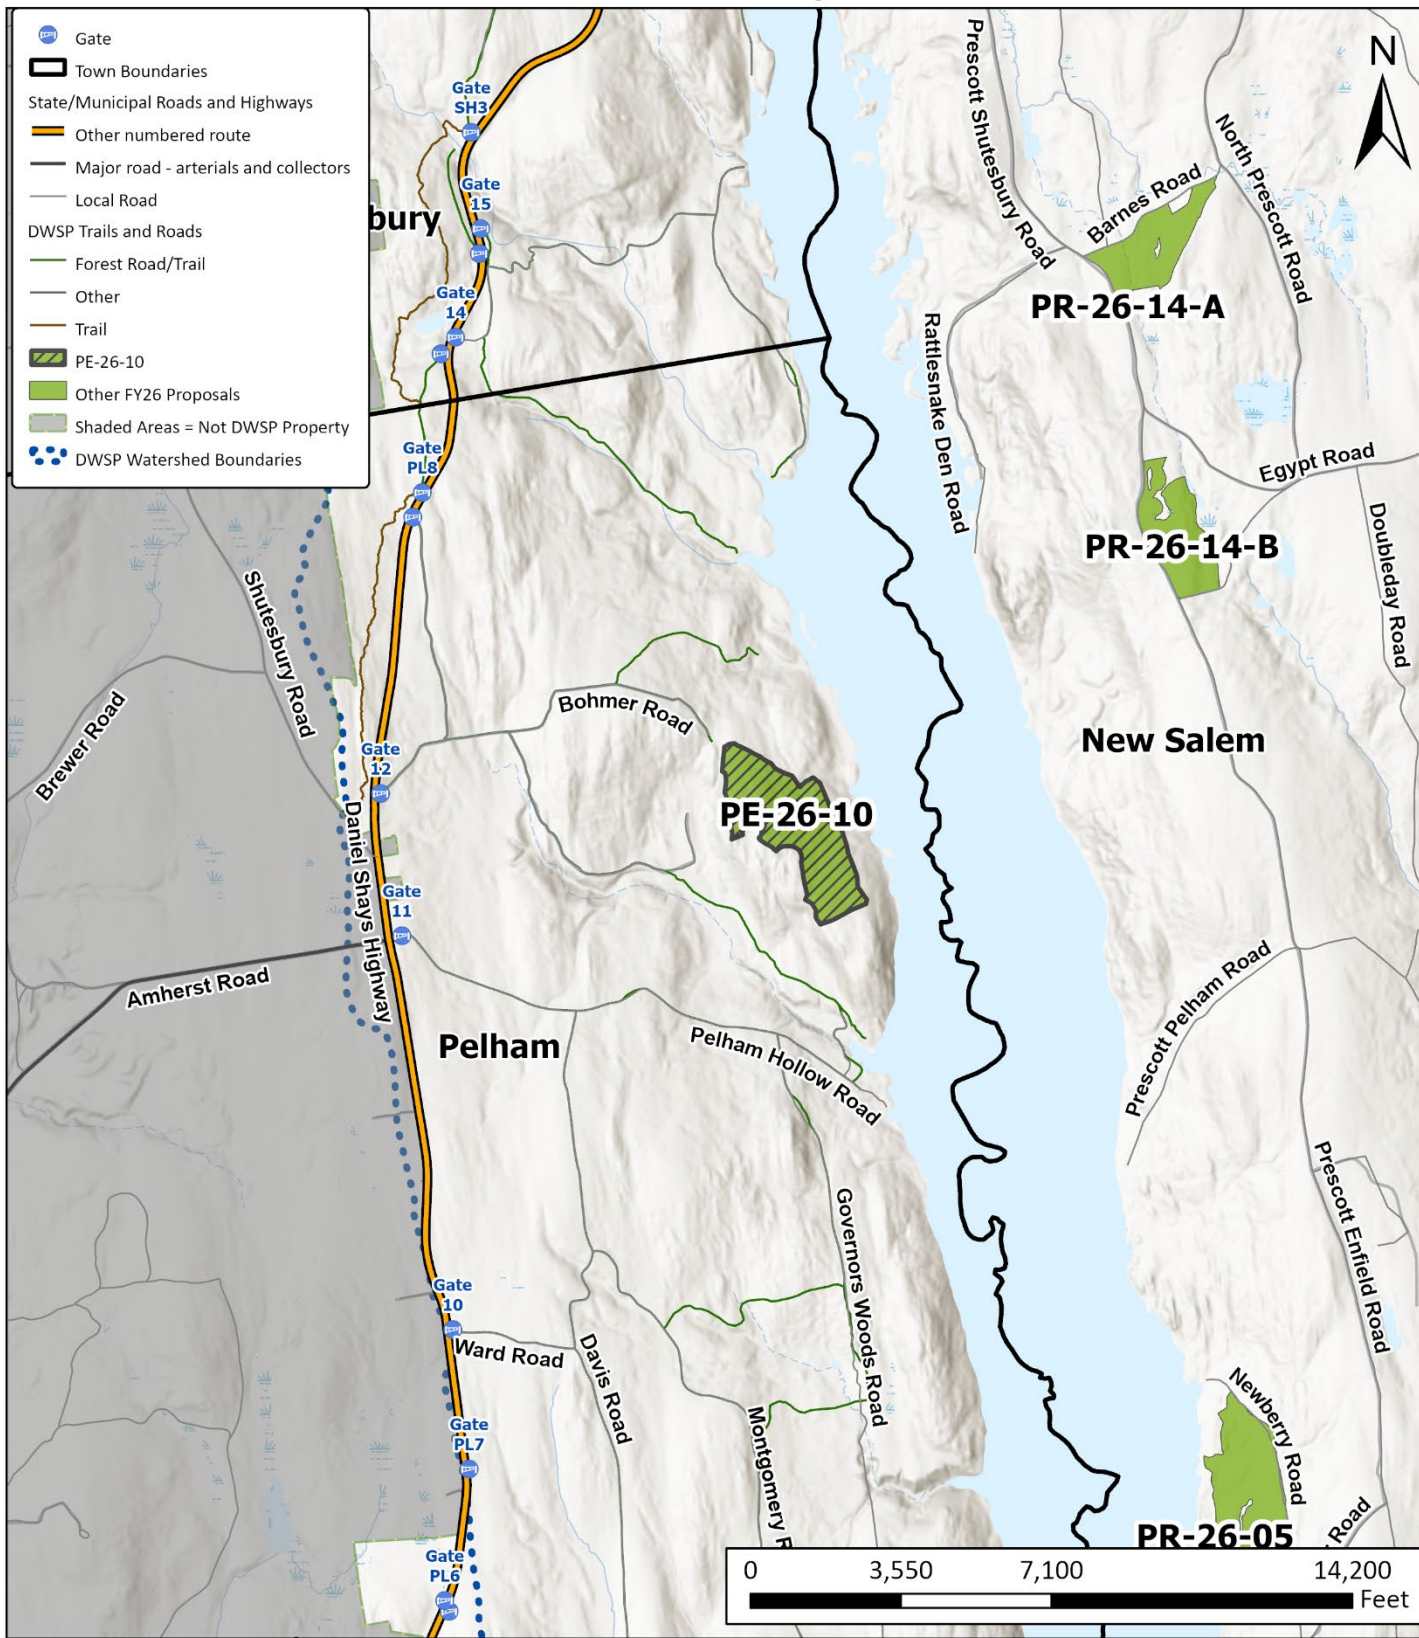 Gate
Town Boundaries
State/Municipal Roads and Highways
Other numbered route
Major road - arterials and collectors
Local Road
DWSP Trails and Roads
Forest Road/Trail
Other
Trail
PE-26-10
Other FY26 Proposals
Shaded Areas = Not DWSP Property
DWSP Watershed Boundaries
N
Gate
SH3
Gate
15
bury
Gate
14
Gate
PL8
Prescott Shutesbury Road
North Prescott Road
Barnes Road
PR-26-14-A
Rattlesnake Den Road
Egypt Road
PR-26-14-B
Doubleday Road
Shutesbury Road
Brewer Road
Bohmer Road
New Salem
Gate
12
PE-26-10
Daniel Shays Highway
Gate
11
Amherst Road
Pelham
Pelham Hollow Road
Prescott Pelham Road
Prescott Enfield Road
Governors Woods Road
Gate
10
Ward Road
Davis Road
Montgomery R
Newberry Road
Gate
PL7
PR-26-05
r Road
Gate
PL6
0 3,550 7,100 14,200
Feet